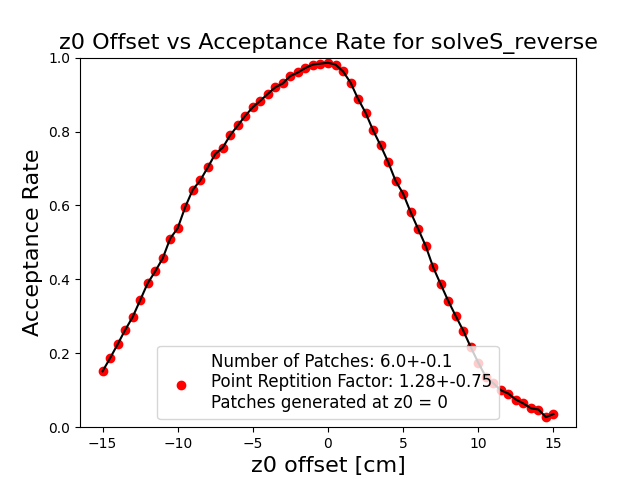 z0 Offset vs Acceptance Rate for solveS_reverse
1.0
0.8
0.6
0.4
0.2
0.0
Acceptance Rate
Number of Patches: 6.0+-0.1
Point Reptition Factor: 1.28+-0.75
Patches generated at z0 = 0
−15
−10
−5
0
5
10
15
z0 offset [cm]